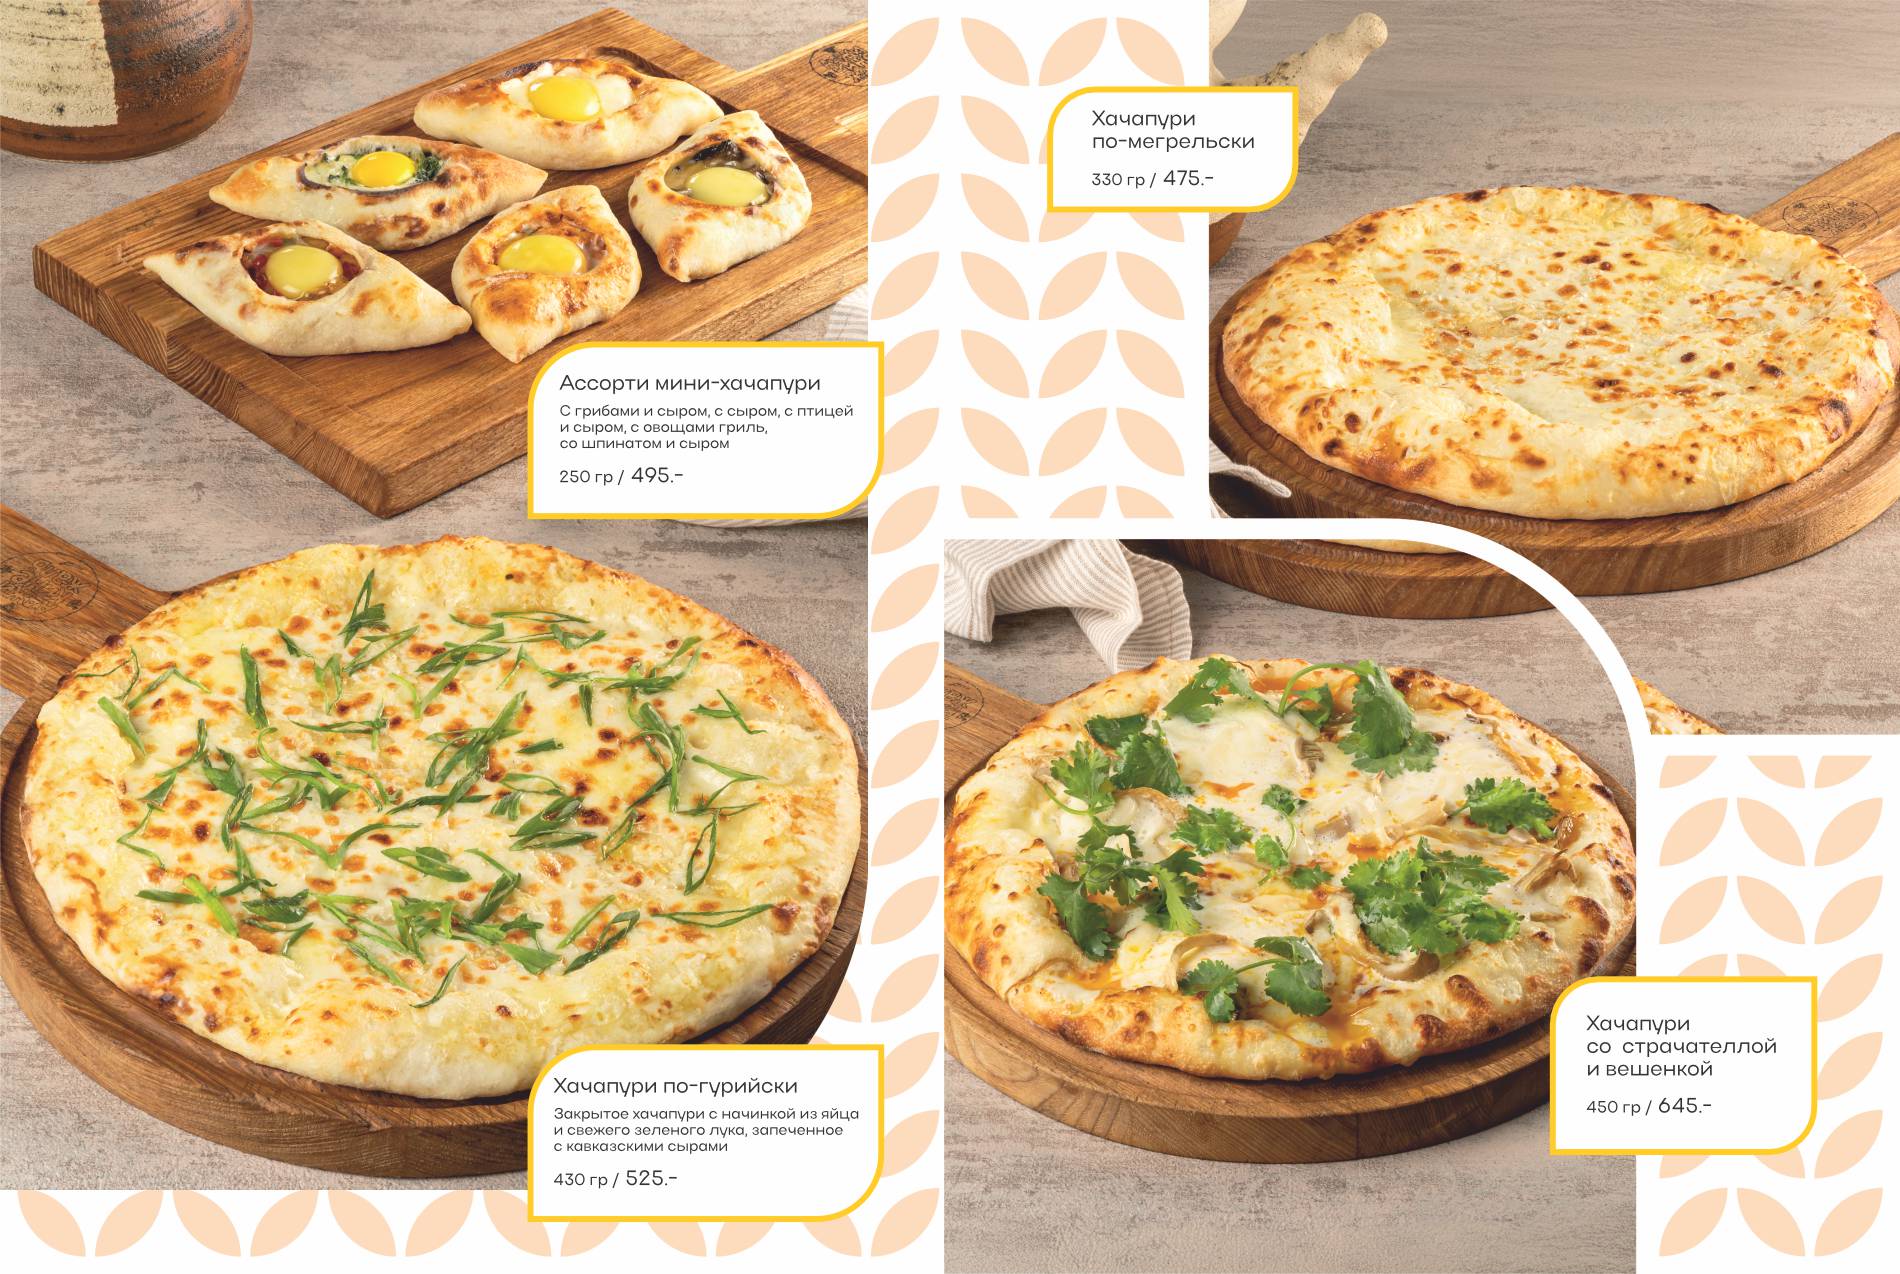 Ассорти мини-хачапури
С грибами и сыром, с сыром, с птицей
и сыром, с овощами гриль,
со шпинатом и сыром
250 гр / 495.-
Хачапури по-гурийски
Закрытое хачапури с начинкой из яйца
и свежего зеленого лука, запеченное
с кавказскими сырами
430 гр / 525.-
Хачапури
по-мегрельски
330 гр / 475.-
Хачапури
со страчателлой
и вешенкой
450 гр / 645.-